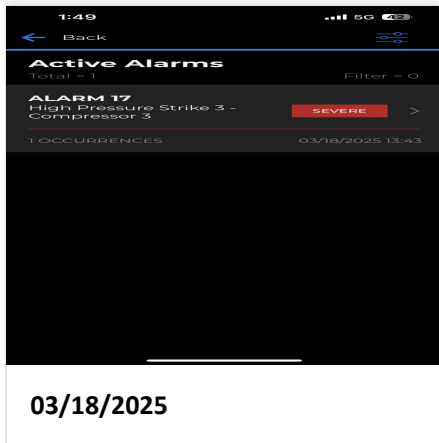 1:49 5G 42
Back
Active Alarms
Total = 1 Filter = 0
ALARM 17
High Pressure Strike 3 -
Compressor 3
SEVERE
1 OCCURRENCES 03/18/2025 13:43
03/18/2025